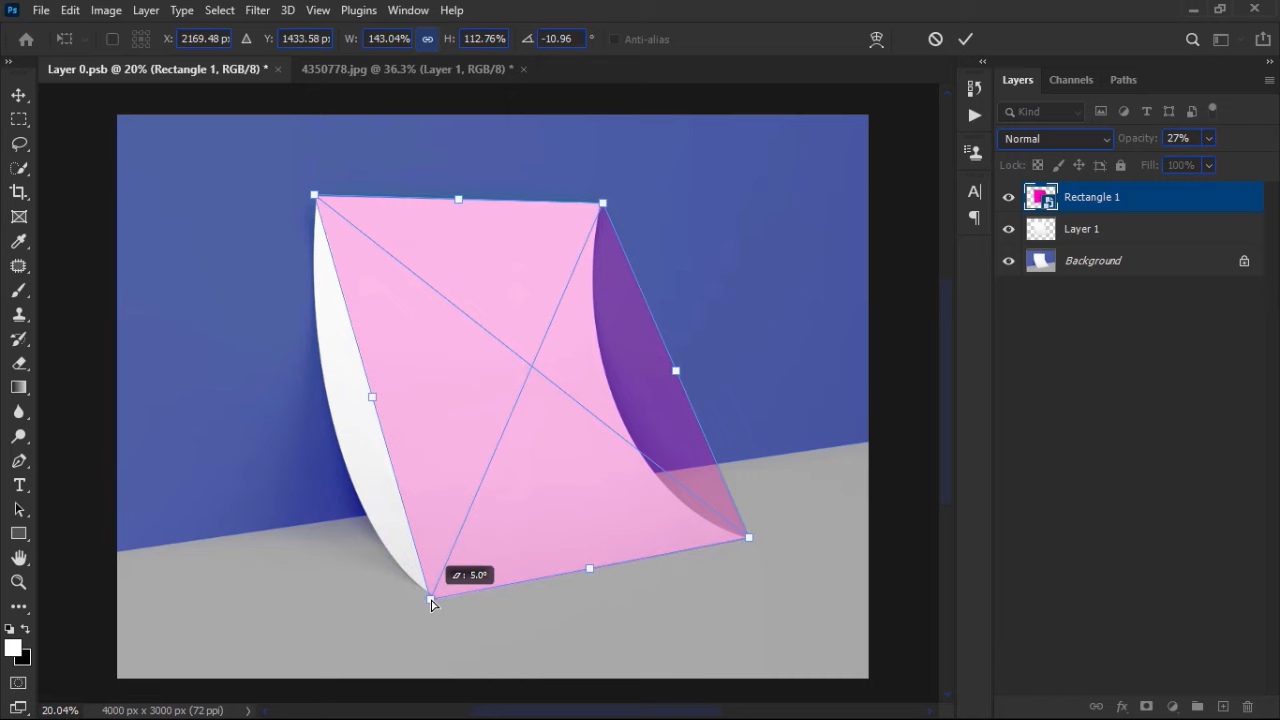 Ps File Edit Image Layer Type Select Filter 3D View Plugins Window Help
X: 2169.48 px Y: 1433.58 px W: 143.04% H: 112.76% -10.96 ° Anti-alias
Layer 0.psb @ 20% (Rectangle 1, RGB/8) * × 4350778.jpg @ 36.3% (Layer 1, RGB/8) * ×
Layers Channels Paths
Kind
Normal Opacity: 27%
Lock: Fill: 100%
Rectangle 1
Layer 1
Background
: 5.0°
20.04% 4000 px x 3000 px (72 ppi)